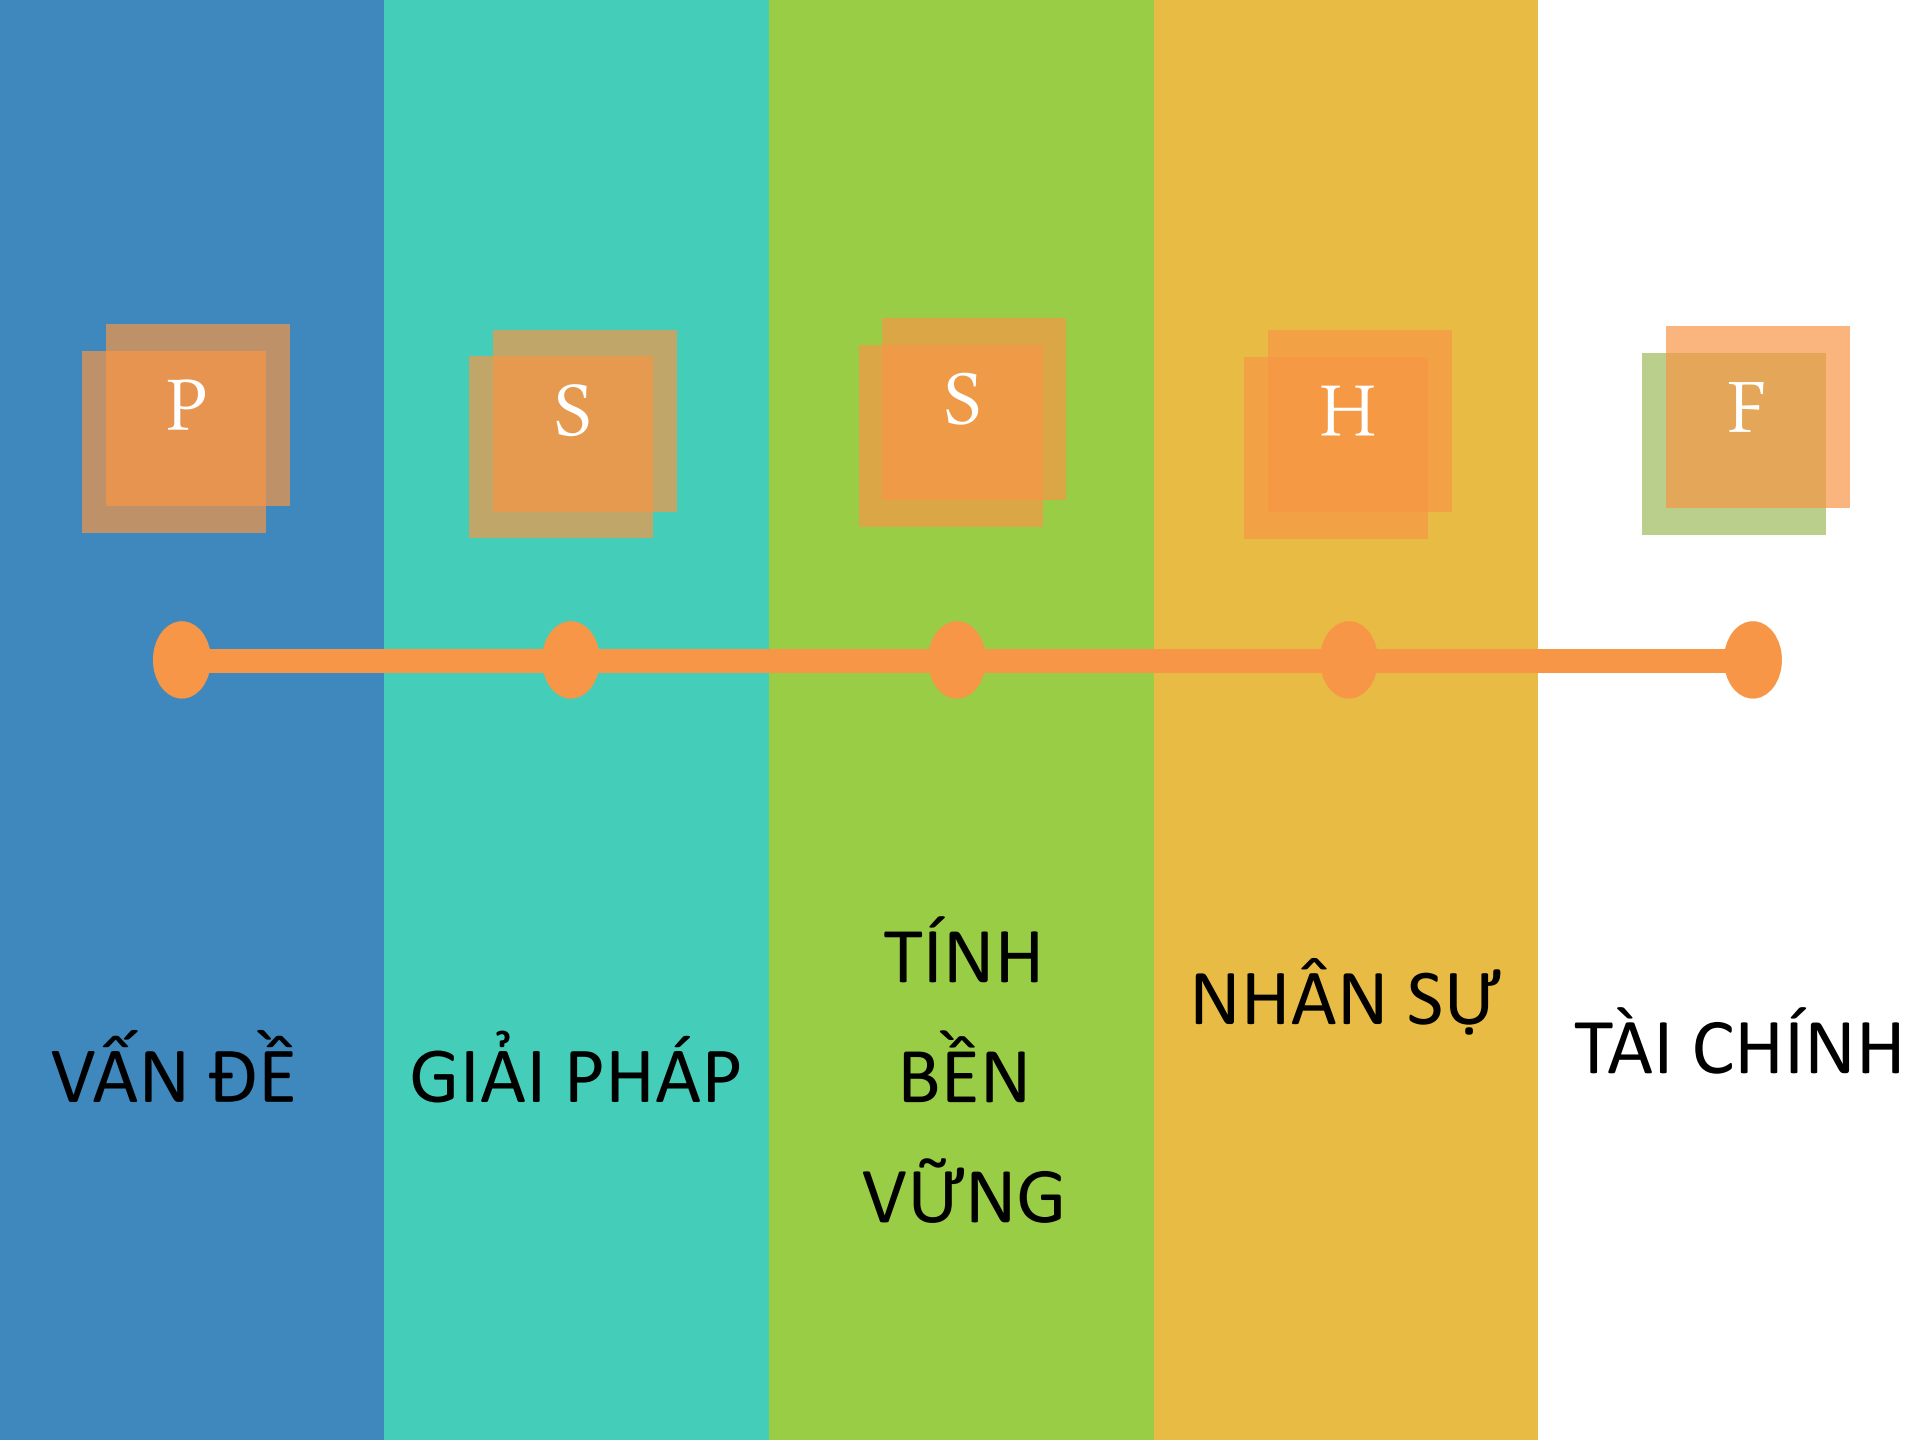 P
S
S
H
F
VẤN ĐỀ
GIẢI PHÁP
TÍNH
BỀN
VỮNG
NHÂN SỰ
TÀI CHÍNH